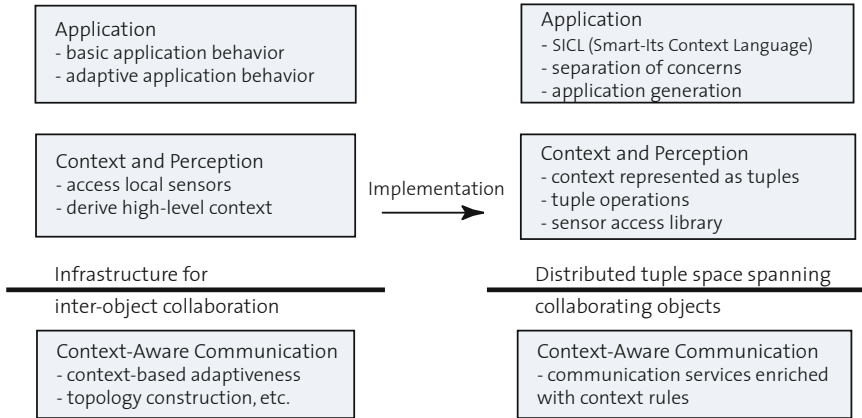 Application
- basic application behavior
- adaptive application behavior
Context and Perception
- access local sensors
- derive high-level context
Infrastructure for
inter-object collaboration
Context-Aware Communication
- context-based adaptiveness
- topology construction, etc.
Implementation
Application
- SICL (Smart-Its Context Language)
- separation of concerns
- application generation
Context and Perception
- context represented as tuples
- tuple operations
- sensor access library
Distributed tuple space spanning
collaborating objects
Context-Aware Communication
- communication services enriched
with context rules